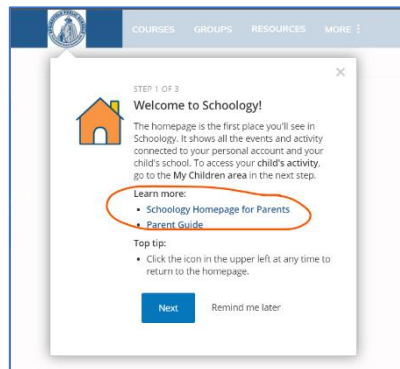 COURSES GROUPS RESOURCES MORE
STEP 1 OF 3
Welcome to Schoology!
The homepage is the first place you'll see in
Schoology. It shows all the events and activity
connected to your personal account and your
child's school. To access your child's activity,
go to the My Children area in the next step.
Learn more:
• Schoology Homepage for Parents
• Parent Guide
Top tip:
• Click the icon in the upper left at any time to
return to the homepage.
Next Remind me later